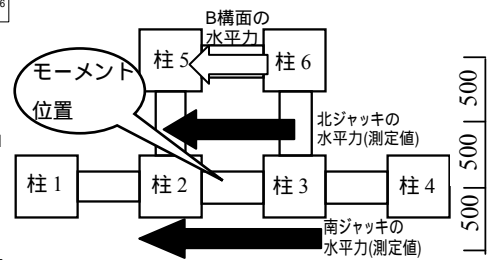 6
B構面の
水平力
モーメント
位置
柱5
柱6
500
北ジャッキの
水平力(測定値)
500
柱1
柱2
柱3
柱4
500
南ジャッキの
水平力(測定値)